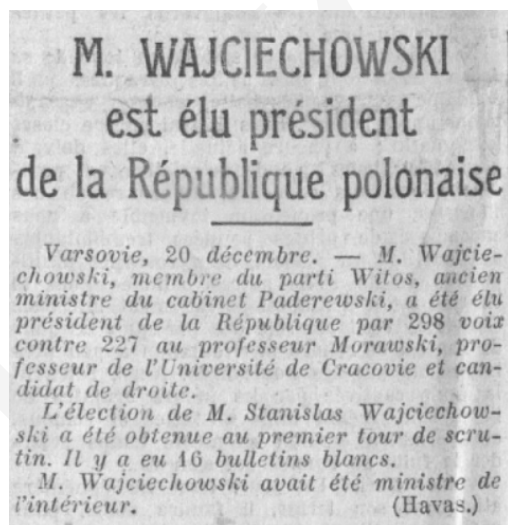 M. WAJCIECHOWSKI
est élu président
de la République polonaise
Varsovie, 20 décembre. — M. Wajcie-
chowski, membre du parti Witos, ancien
ministre du cabinet Paderewski, a été élu
président de la République par 298 voix
contre 227 au professeur Morawski, pro-
fesseur de l'Université de Cracovie et can-
didat de droite.
L'élection de M. Stanislas Wajciechow-
ski a été obtenue au premier tour de scru-
tin. Il y a eu 16 bulletins blancs.
M. Wajciechowski avait été ministre de
l'intérieur. (Havas.)